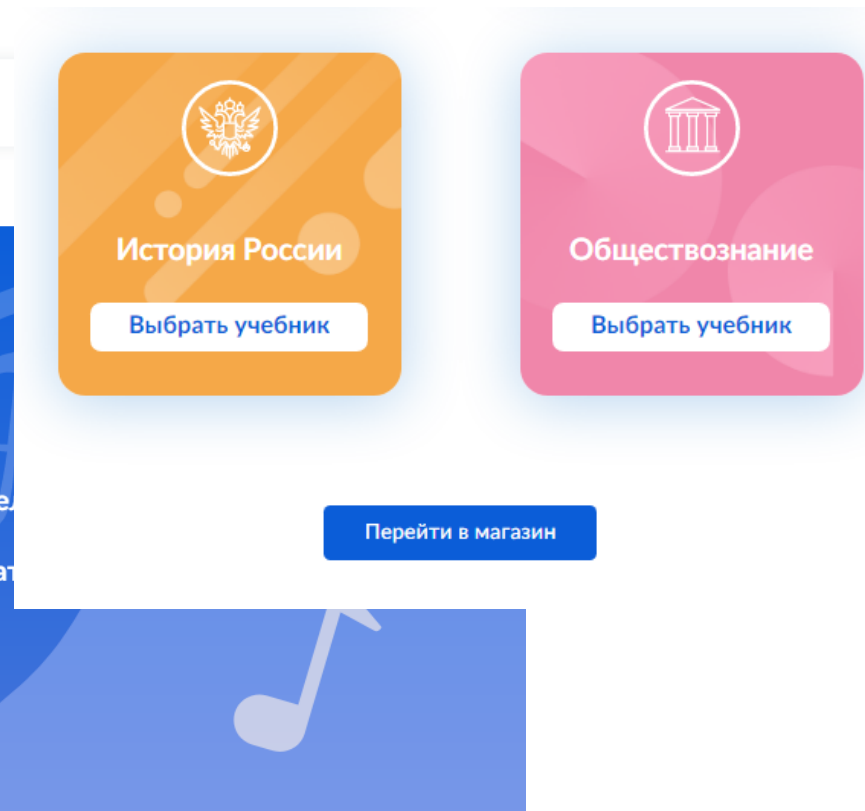 История России
Обществознание
Выбрать учебник
Выбрать учебник
Перейти в магазин